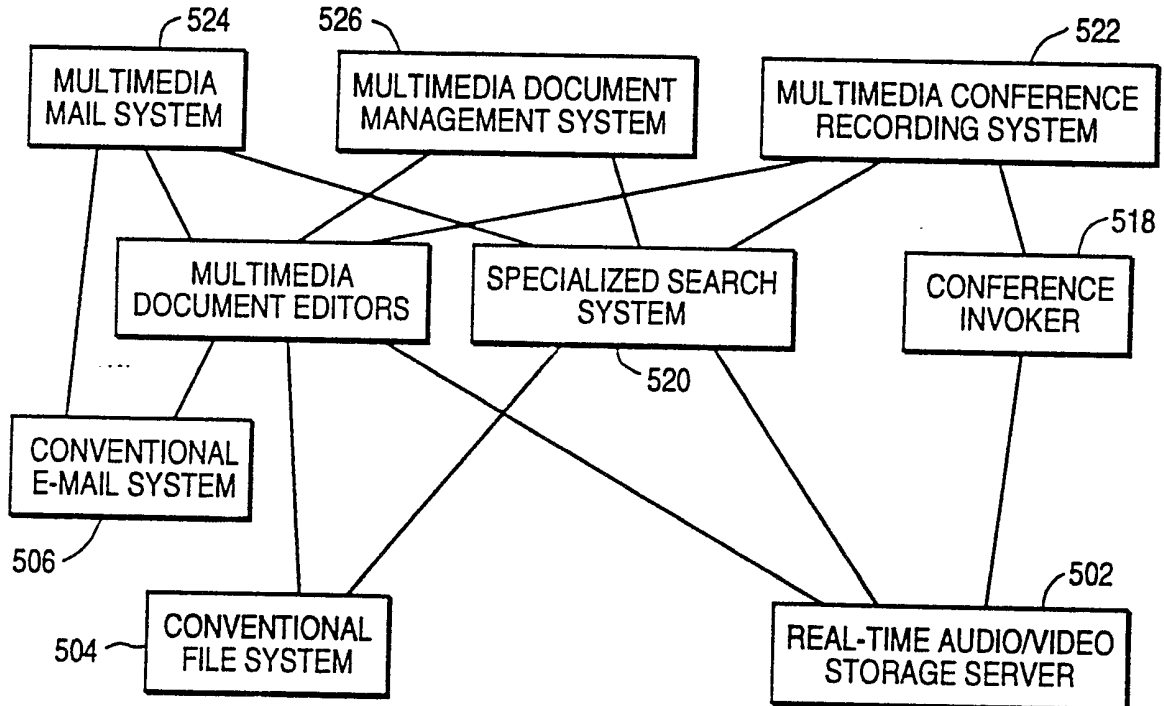 524
526
522
MULTIMEDIA
MAIL SYSTEM
MULTIMEDIA DOCUMENT
MANAGEMENT SYSTEM
MULTIMEDIA CONFERENCE
RECORDING SYSTEM
518
MULTIMEDIA
DOCUMENT EDITORS
SPECIALIZED SEARCH
SYSTEM
CONFERENCE
INVOKER
520
CONVENTIONAL
E-MAIL SYSTEM
506
502
504
CONVENTIONAL
FILE SYSTEM
REAL-TIME AUDIO/VIDEO
STORAGE SERVER